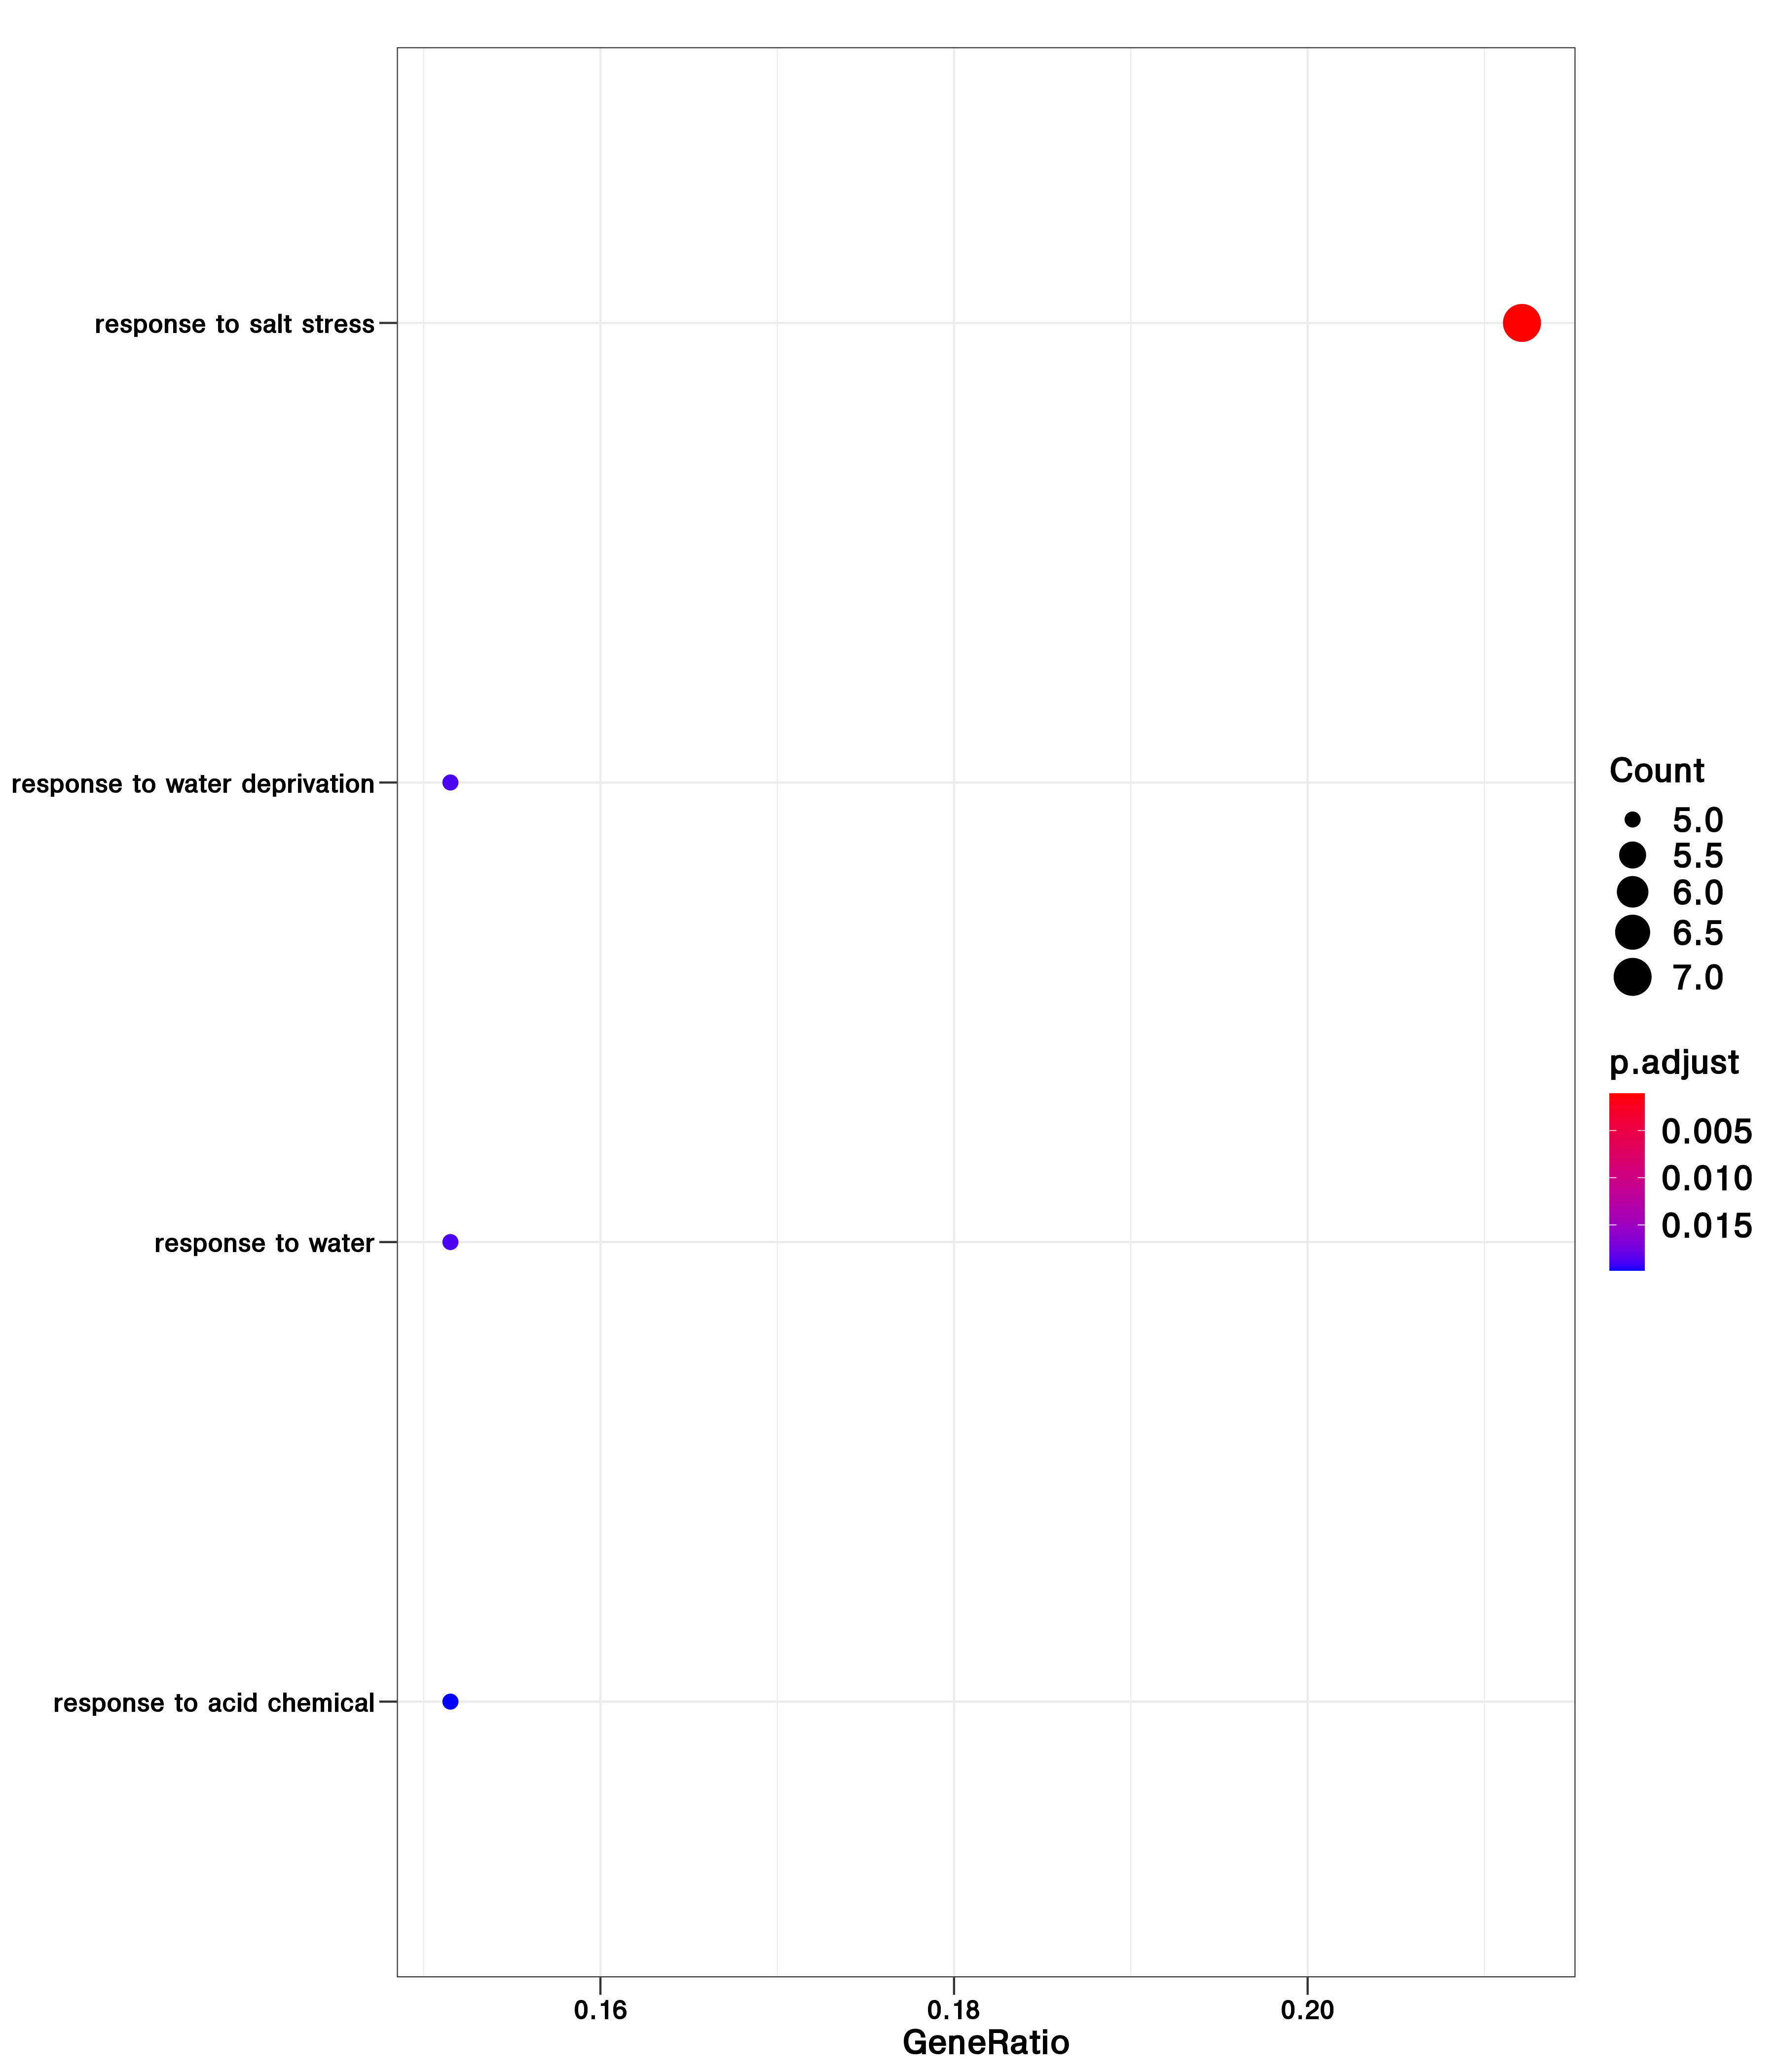 response to salt stress
response to water deprivation
response to water
response to acid chemical
0.16
0.18
0.20
GeneRatio
Count
5.0
5.5
6.0
6.5
7.0
p.adjust
0.005
0.010
0.015